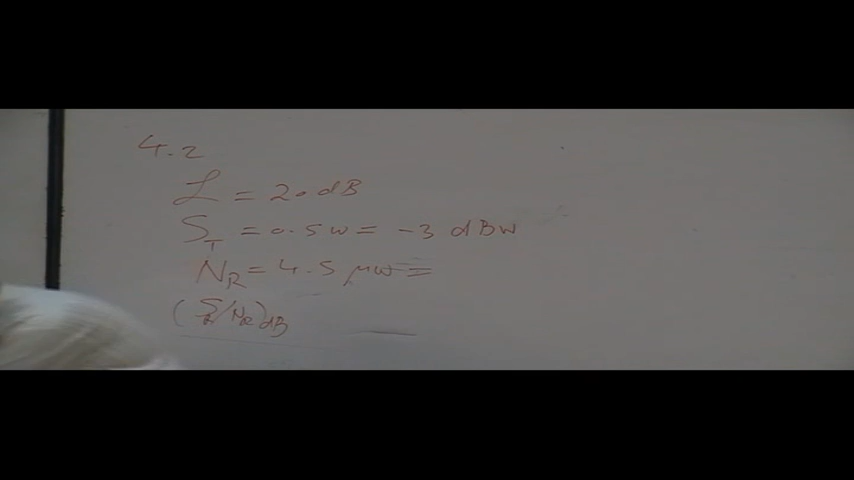 4.2
L = 20 dB
S_T = 0.5 W = -3 dBW
N_R = 4.5 μW =
(S_R/N_R)dB